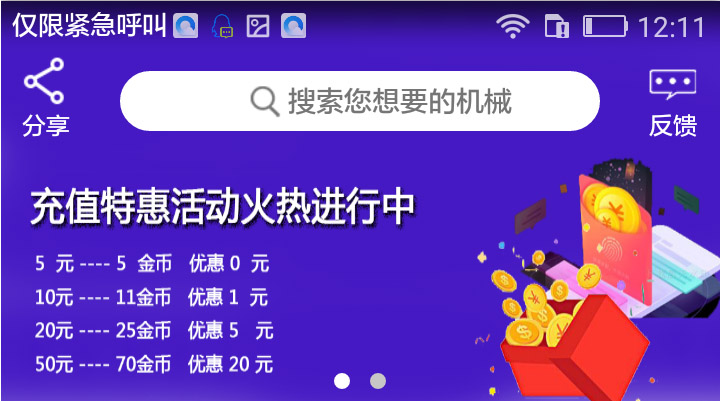 仅限紧急呼叫 12:11
搜索您想要的机械
分享 反馈
充值特惠活动火热进行中
5 元 ---- 5 金币 优惠 0 元
10元 ---- 11金币 优惠 1 元
20元 ---- 25金币 优惠 5 元
50元 ---- 70金币 优惠 20 元